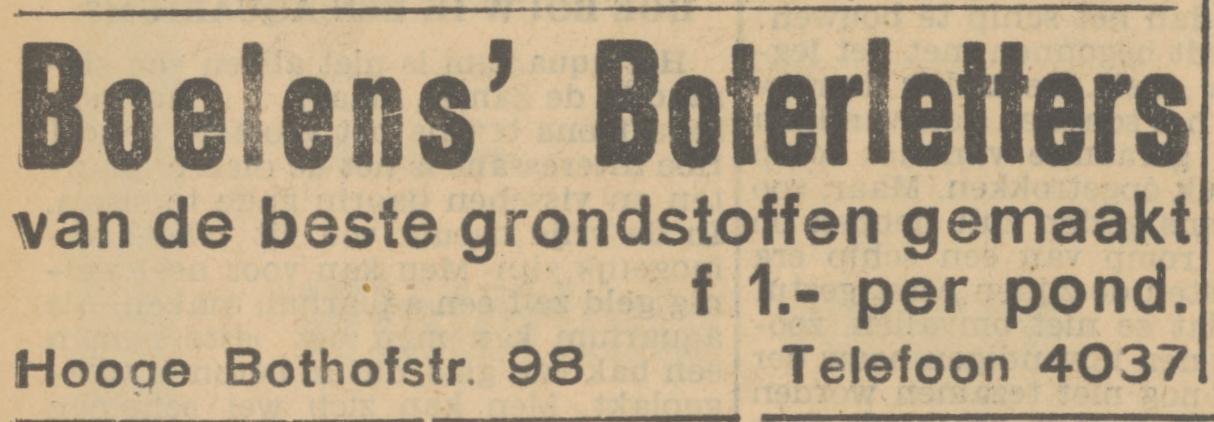 Boelens' Boterletters
van de beste grondstoffen gemaakt
f 1.- per pond.
Hooge Bothofstr. 98 Telefoon 4037